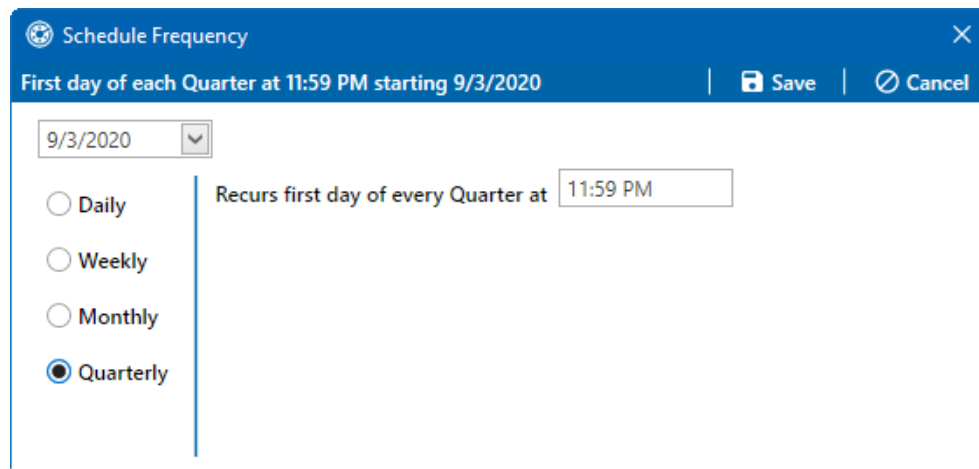 Schedule Frequency
First day of each Quarter at 11:59 PM starting 9/3/2020 Save Cancel
9/3/2020
Recurs first day of every Quarter at 11:59 PM
Daily
Weekly
Monthly
Quarterly